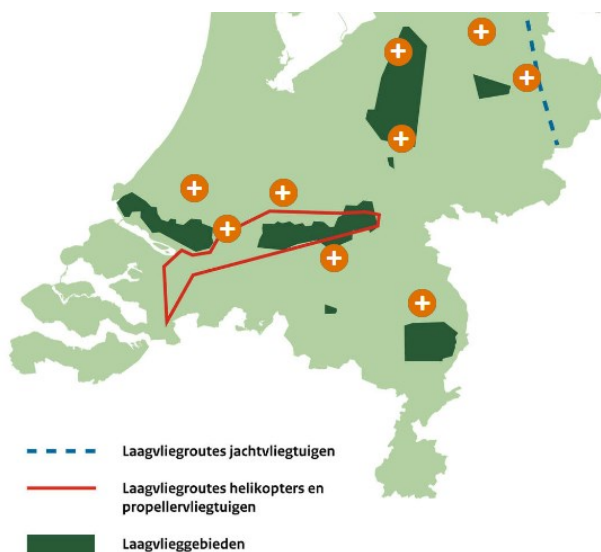 Laagvliegroutes jachtvliegtuigen
Laagvliegroutes helikopters en
propellervliegtuigen
Laagvlieggebieden